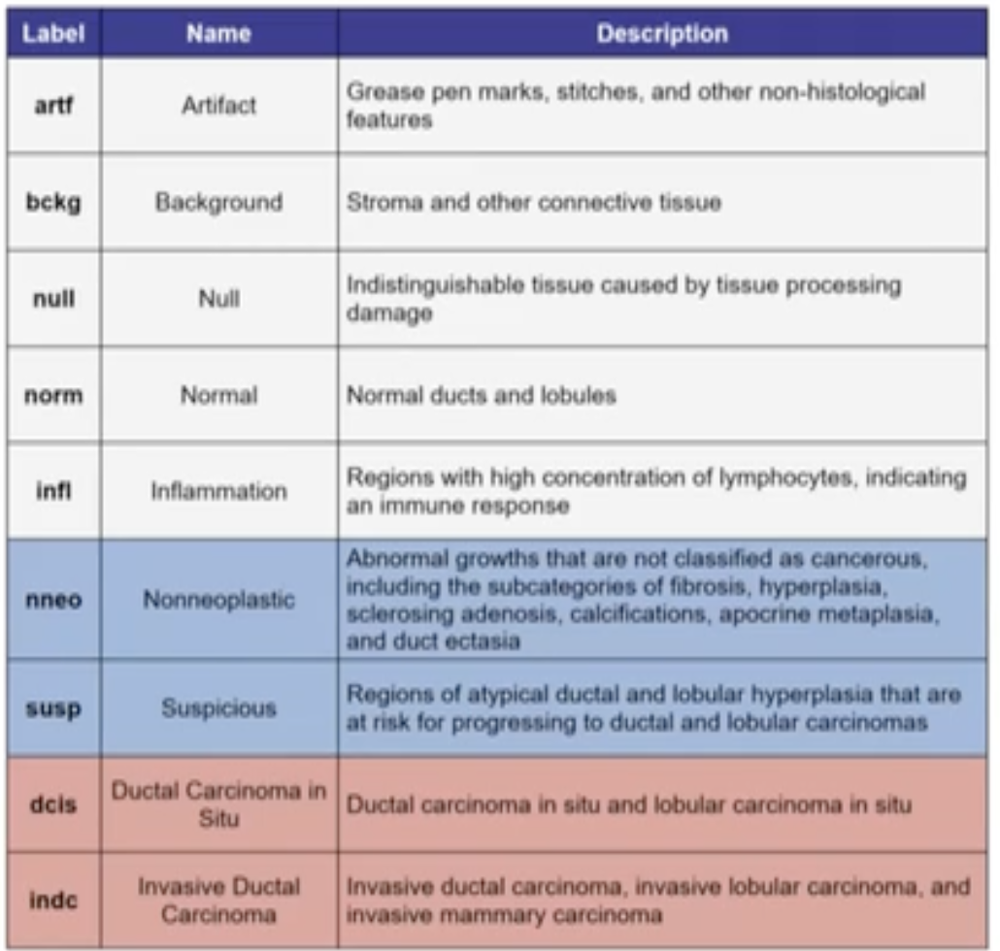 Label Name Description
artf Artifact Grease pen marks, stitches, and other non-histological
features
bckg Background Stroma and other connective tissue
null Null Indistinguishable tissue caused by tissue processing
damage
norm Normal Normal ducts and lobules
infl Inflammation Regions with high concentration of lymphocytes, indicating
an immune response
nneo Nonneoplastic Abnormal growths that are not classified as cancerous,
including the subcategories of fibrosis, hyperplasia,
sclerosing adenosis, calcifications, apocrine metaplasia,
and duct ectasia
susp Suspicious Regions of atypical ductal and lobular hyperplasia that are
at risk for progressing to ductal and lobular carcinomas
dcis Ductal Carcinoma in
Situ Ductal carcinoma in situ and lobular carcinoma in situ
indc Invasive Ductal
Carcinoma Invasive ductal carcinoma, invasive lobular carcinoma, and
invasive mammary carcinoma